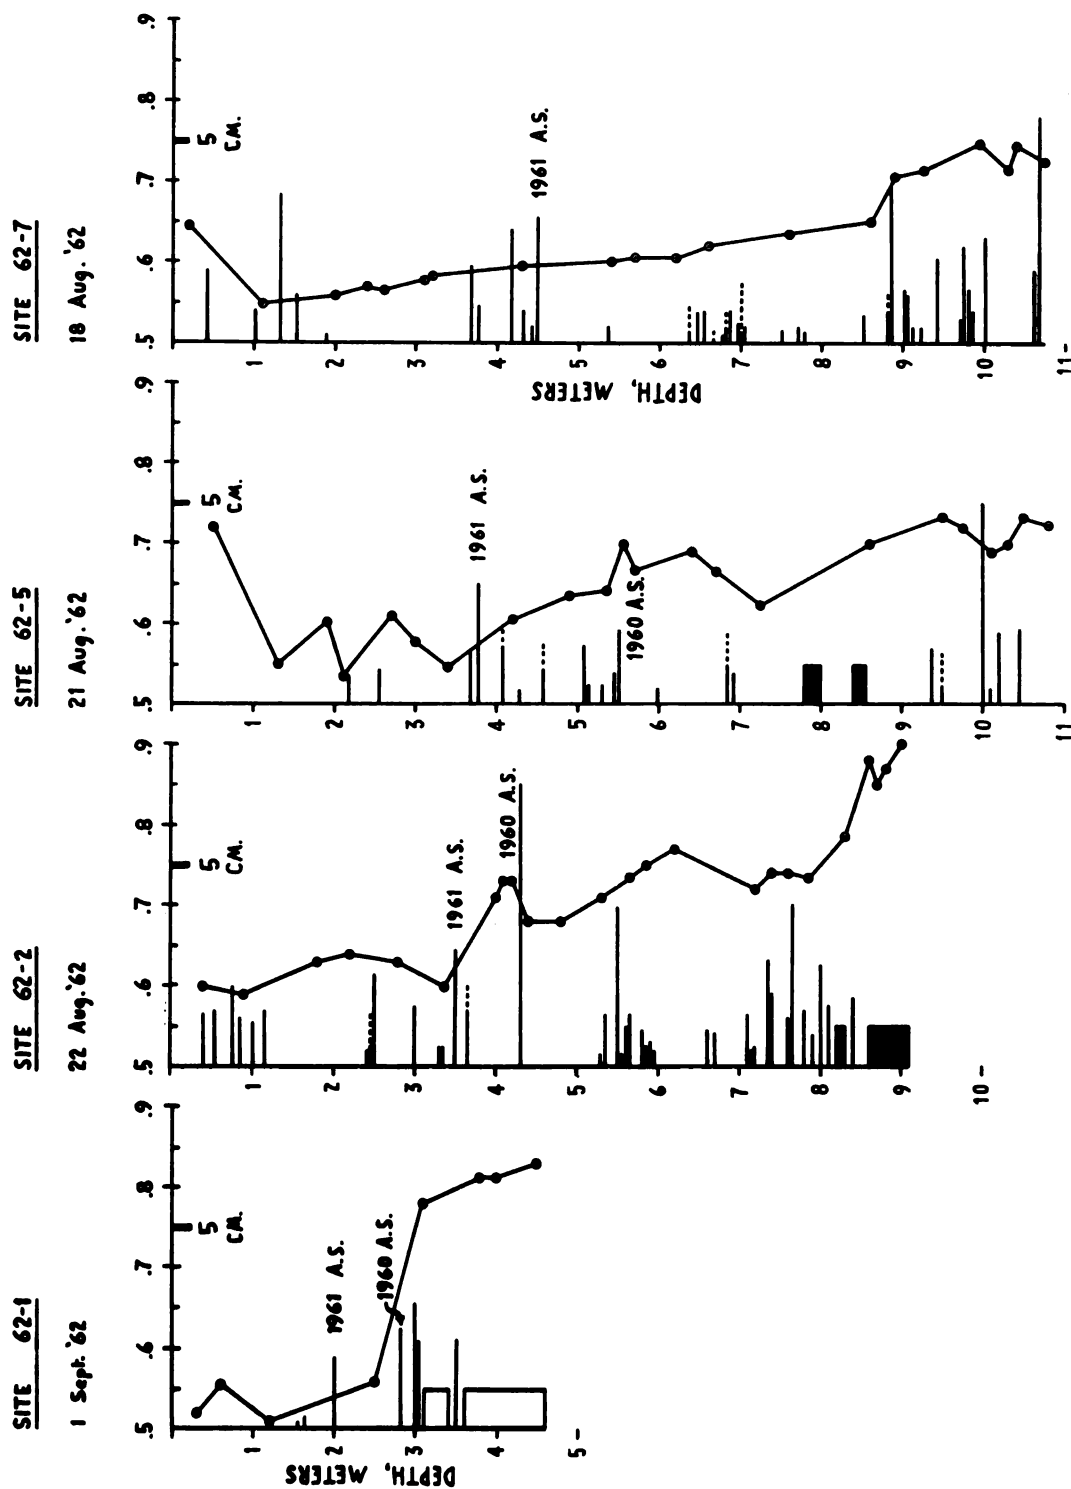 SITE 62-1
1 Sept. '62
.5 .6 .7 .8 .9
5
CM.
1961 A.S.
1960 A.S.
1
2
3
4
5
DEPTH, METERS
SITE 62-2
22 Aug. '62
.5 .6 .7 .8 .9
5
CM.
1961 A.S.
1960 A.S.
1
2
3
4
5
6
7
8
9
10
SITE 62-5
21 Aug. '62
.5 .6 .7 .8 .9
5
CM.
1961 A.S.
1960 A.S.
1
2
3
4
5
6
7
8
9
10
11
SITE 62-7
18 Aug. '62
.5 .6 .7 .8 .9
5
CM.
1961 A.S.
1
2
3
4
5
6
7
8
9
10
11
DEPTH, METERS